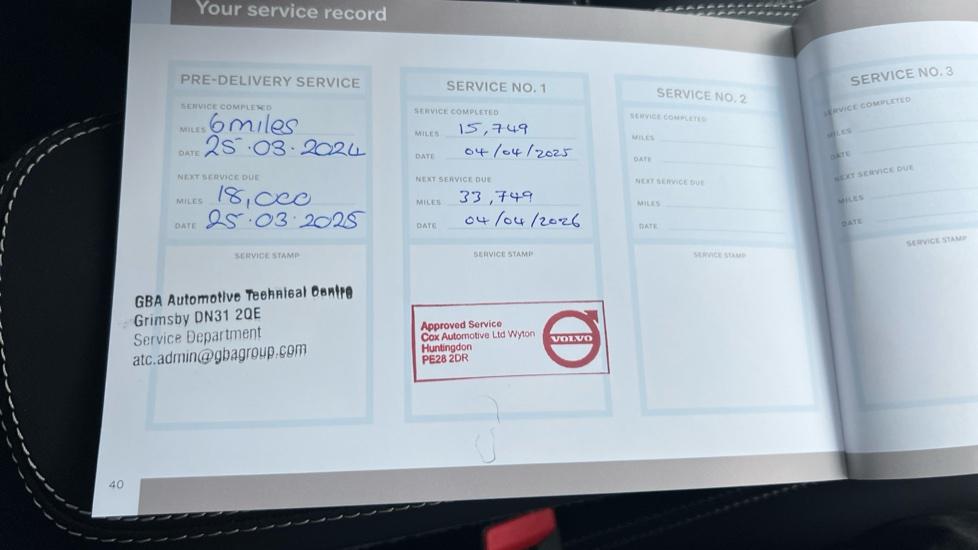 Your service record
PRE-DELIVERY SERVICE
SERVICE COMPLETED
MILES 6 miles
DATE 25.03.2024
NEXT SERVICE DUE
MILES 18,000
DATE 25.03.2025
SERVICE STAMP
GBA Automotive Technical Centre
Grimsby DN31 2QE
Service Department
atc.admin@gbagroup.com
SERVICE NO. 1
SERVICE COMPLETED
MILES 15,749
DATE 04/04/2025
NEXT SERVICE DUE
MILES 33,749
DATE 04/04/2026
SERVICE STAMP
Approved Service
Cox Automotive Ltd Wyton
Huntingdon
PE28 2DR
VOLVO
SERVICE NO. 2
SERVICE COMPLETED
MILES
DATE
NEXT SERVICE DUE
MILES
DATE
SERVICE STAMP
SERVICE NO. 3
SERVICE COMPLETED
MILES
DATE
NEXT SERVICE DUE
MILES
DATE
SERVICE STAMP
40